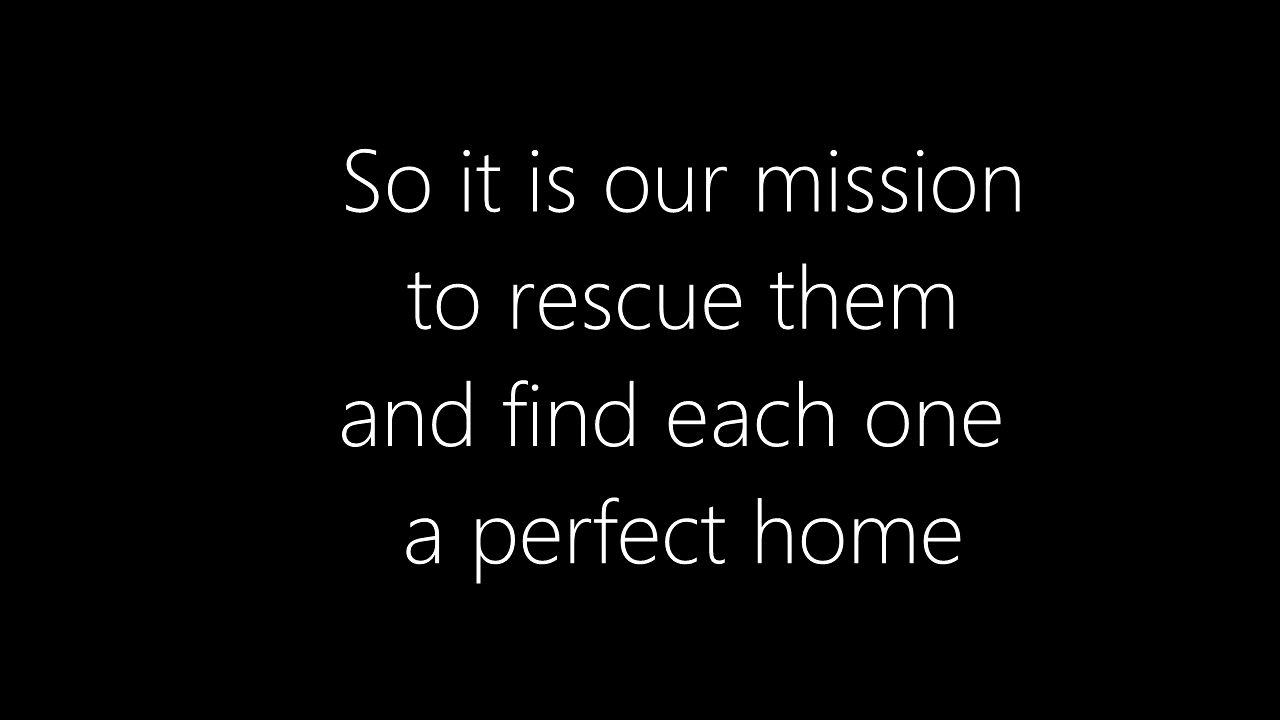 So it is our mission
to rescue them
and find each one
a perfect home